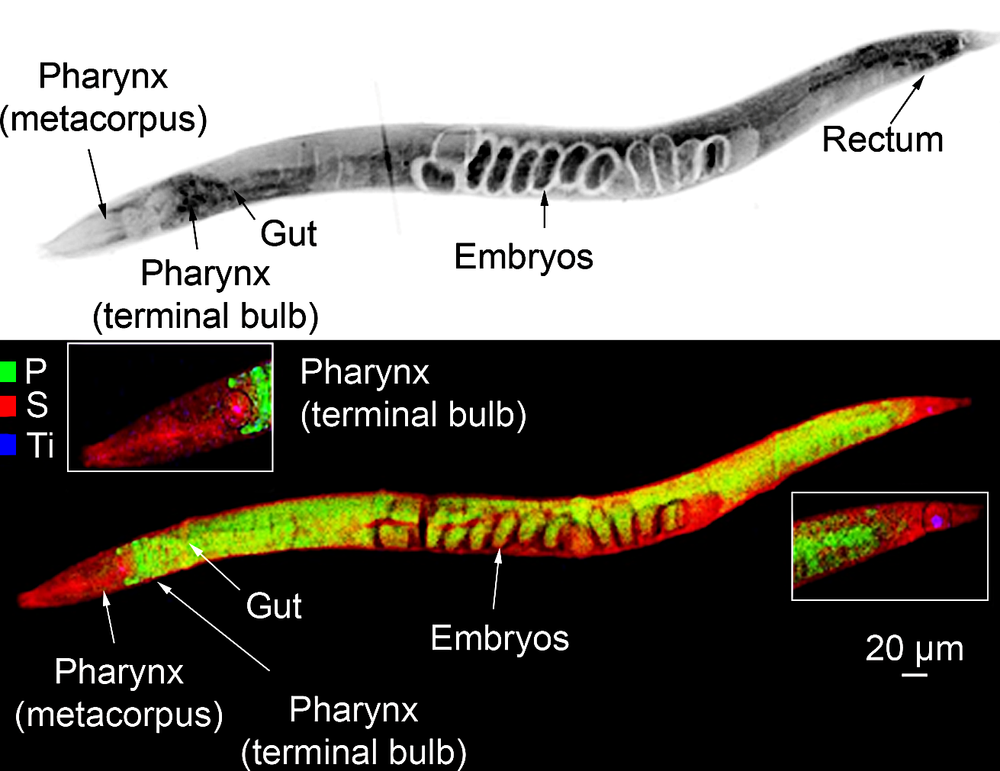 Pharynx
(metacorpus)
Rectum
Gut
Embryos
Pharynx
(terminal bulb)
P
S
Ti
Pharynx
(terminal bulb)
Gut
Embryos
20 µm
Pharynx
(metacorpus)
Pharynx
(terminal bulb)